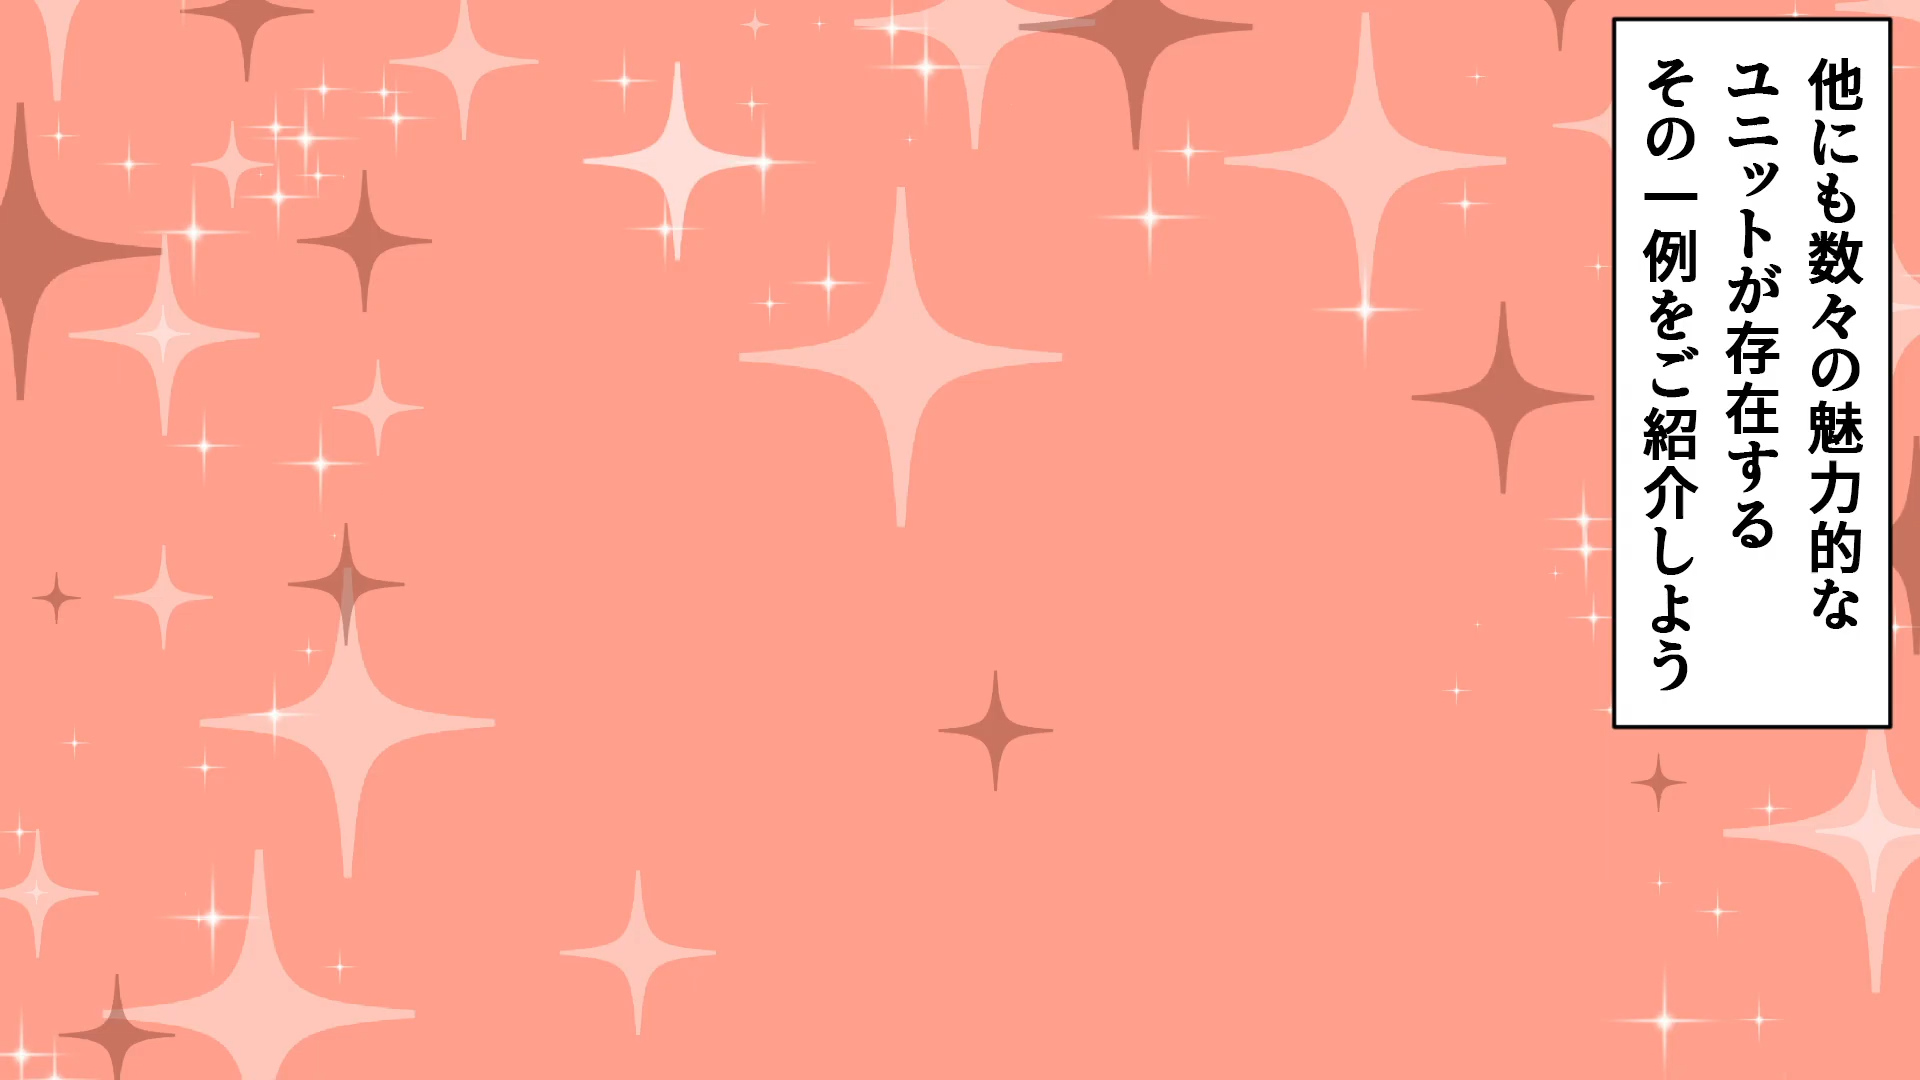 他にも数々の魅力的な
ユニットが存在する
その一例をご紹介しよう